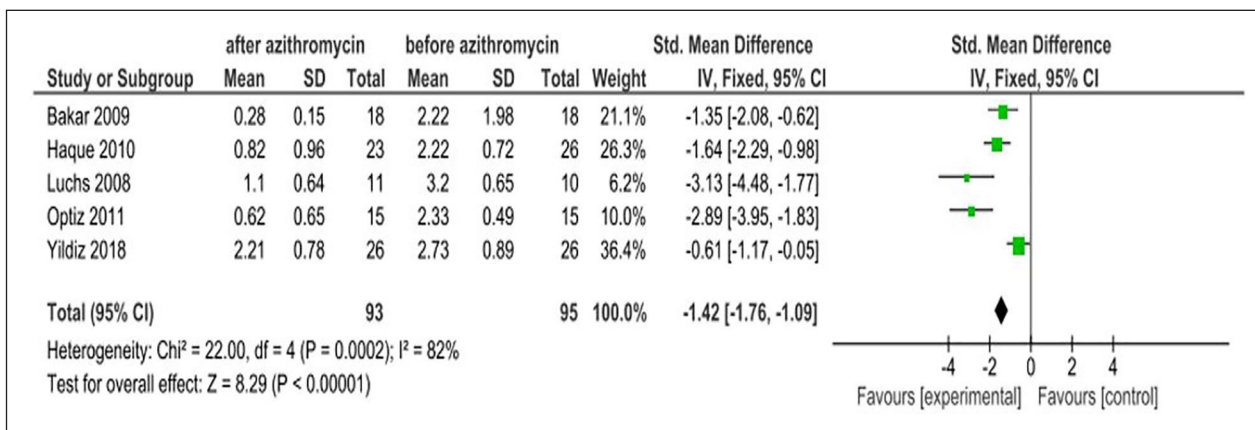 after azithromycin before azithromycin Std. Mean Difference Std. Mean Difference
Study or Subgroup Mean SD Total Mean SD Total Weight IV, Fixed, 95% CI IV, Fixed, 95% CI
Bakar 2009 0.28 0.15 18 2.22 1.98 18 21.1% -1.35 [-2.08, -0.62]
Haque 2010 0.82 0.96 23 2.22 0.72 26 26.3% -1.64 [-2.29, -0.98]
Luchs 2008 1.1 0.64 11 3.2 0.65 10 6.2% -3.13 [-4.48, -1.77]
Optiz 2011 0.62 0.65 15 2.33 0.49 15 10.0% -2.89 [-3.95, -1.83]
Yildiz 2018 2.21 0.78 26 2.73 0.89 26 36.4% -0.61 [-1.17, -0.05]
Total (95% CI) 93 95 100.0% -1.42 [-1.76, -1.09]
Heterogeneity: Chi² = 22.00, df = 4 (P = 0.0002); I² = 82%
Test for overall effect: Z = 8.29 (P < 0.00001)
-4 -2 0 2 4
Favours [experimental] Favours [control]